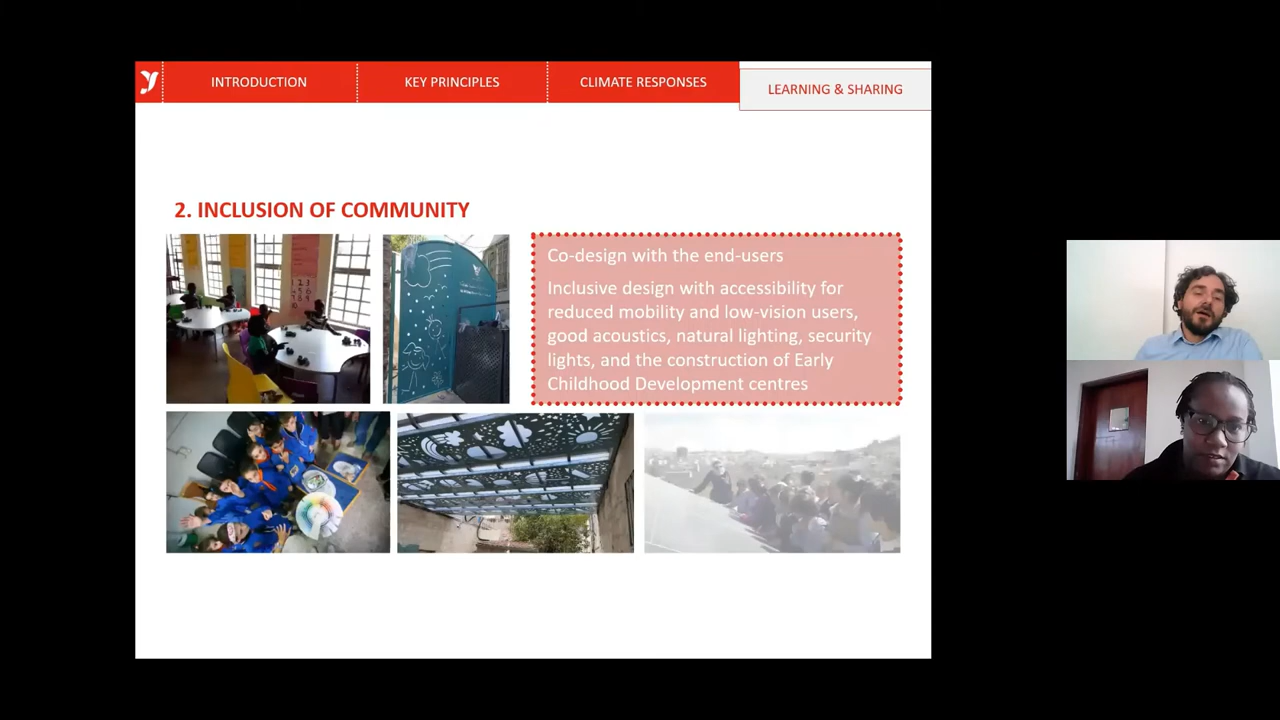 INTRODUCTION
KEY PRINCIPLES
CLIMATE RESPONSES
LEARNING & SHARING
2. INCLUSION OF COMMUNITY
Co-design with the end-users
Inclusive design with accessibility for
reduced mobility and low-vision users,
good acoustics, natural lighting, security
lights, and the construction of Early
Childhood Development centres